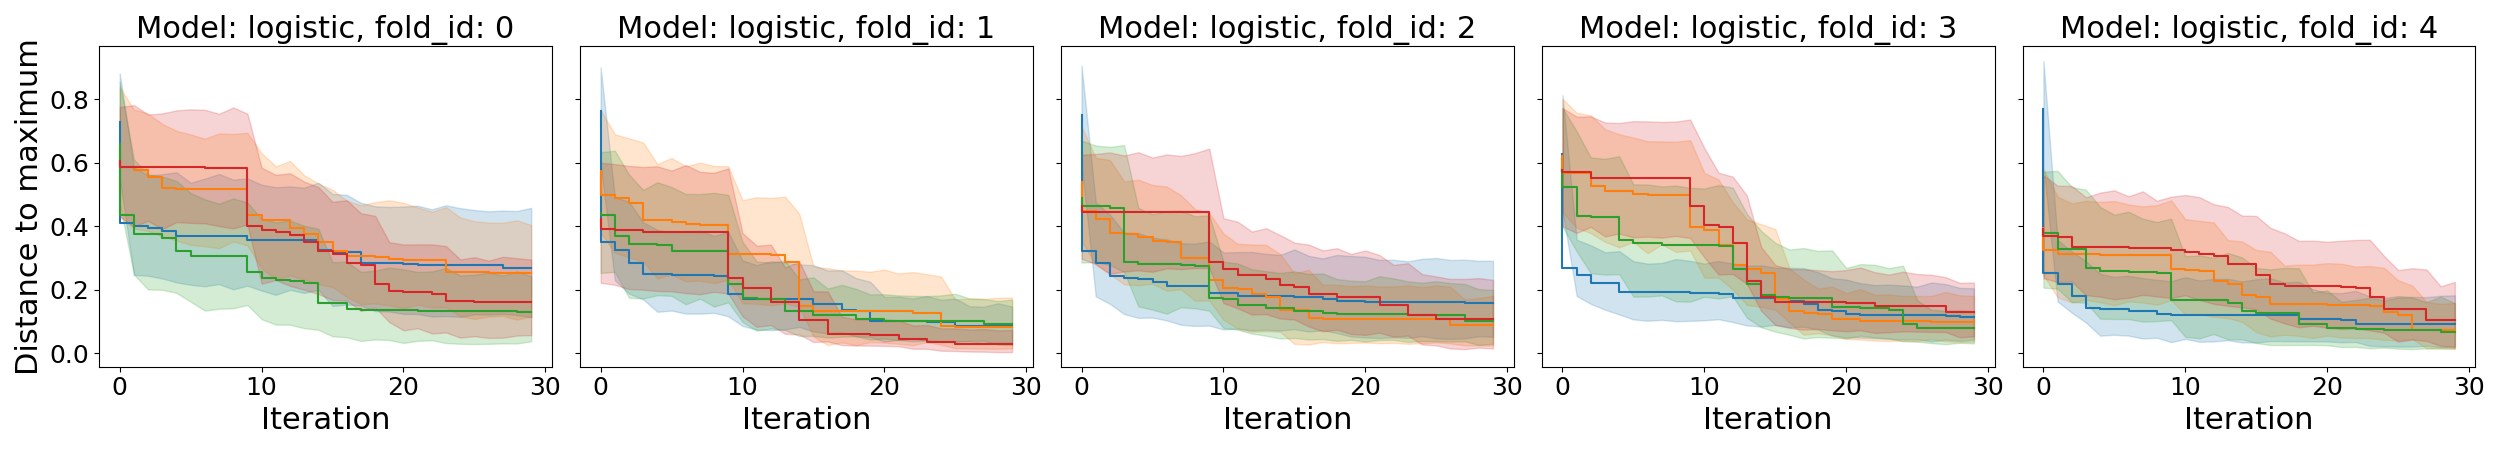 Model: logistic, fold_id: 0
Model: logistic, fold_id: 1
Model: logistic, fold_id: 2
Model: logistic, fold_id: 3
Model: logistic, fold_id: 4
Distance to maximum
0.8
0.6
0.4
0.2
0.0
0 10 20 30
0 10 20 30
0 10 20 30
0 10 20 30
0 10 20 30
Iteration
Iteration
Iteration
Iteration
Iteration